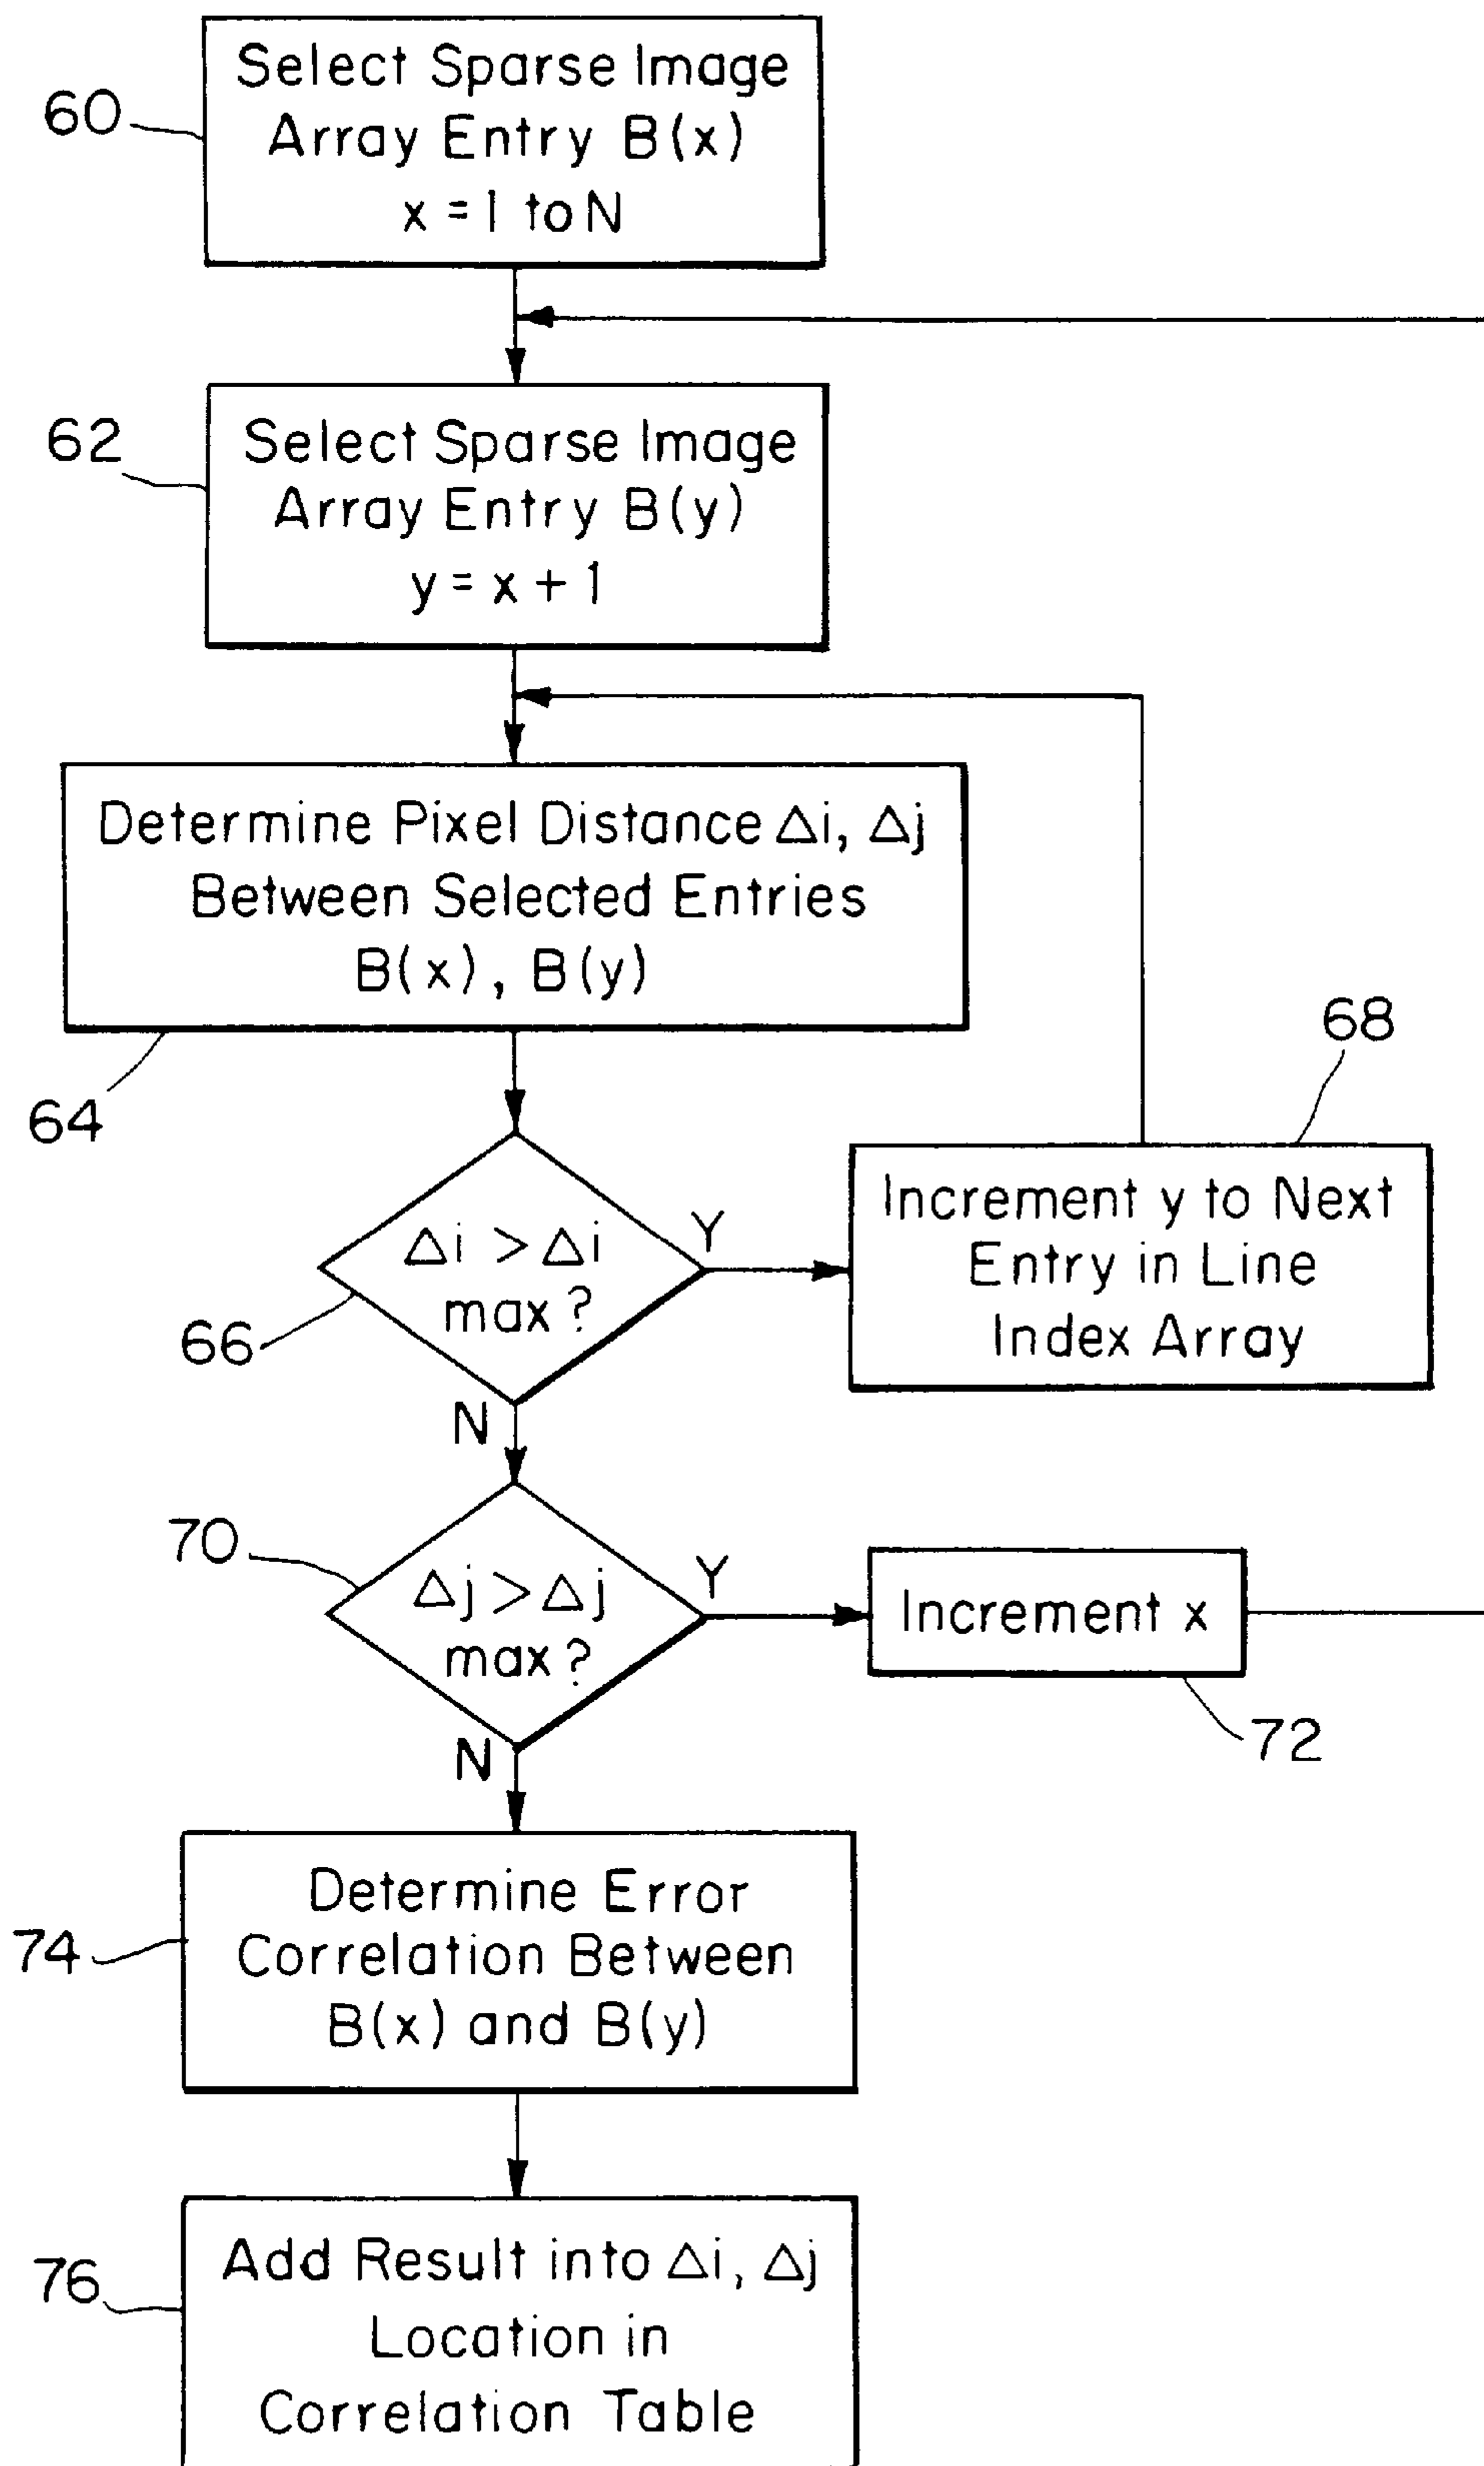 60
Select Sparse Image
Array Entry B(x)
x = 1 to N
62
Select Sparse Image
Array Entry B(y)
y = x + 1
Determine Pixel Distance Δi, Δj
Between Selected Entries
B(x), B(y)
64
68
Δi > Δi
max?
Y
66
N
Increment y to Next
Entry in Line
Index Array
70
Δj > Δj
max?
Y
N
Increment x
72
74
Determine Error
Correlation Between
B(x) and B(y)
76
Add Result into Δi, Δj
Location in
Correlation Table